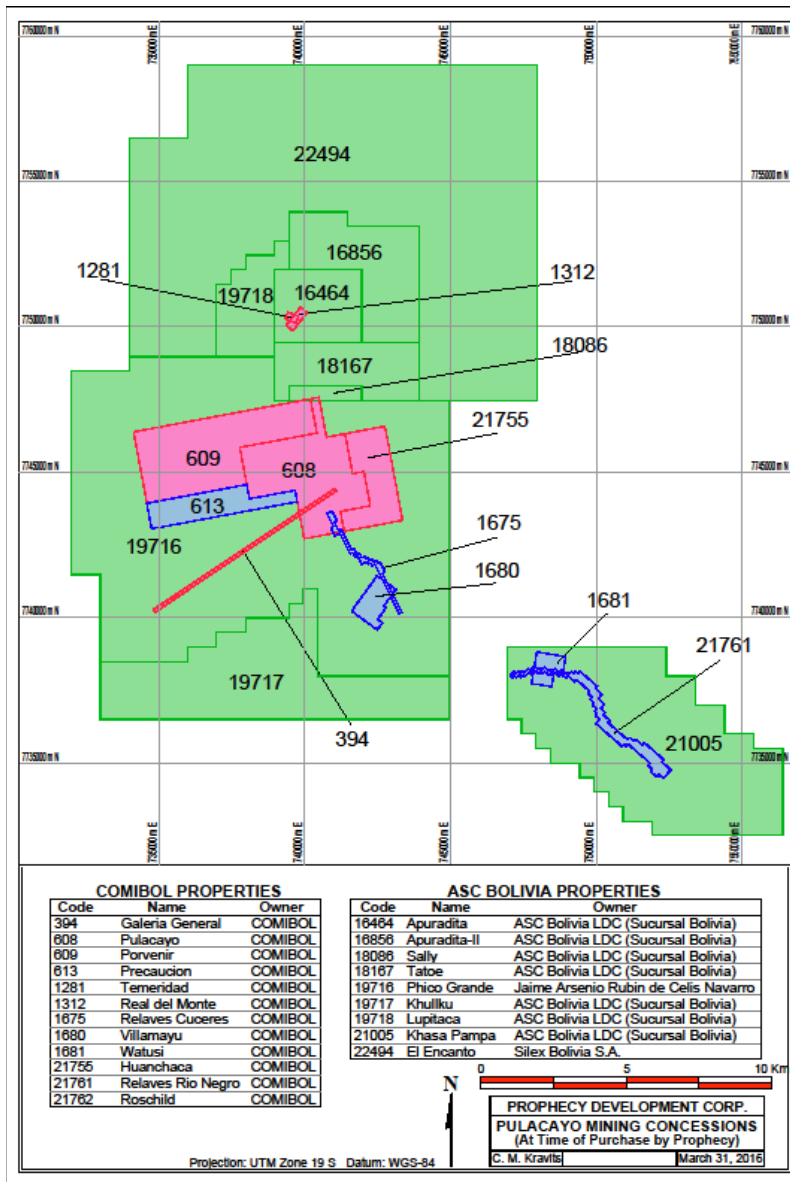 7760000 m N
735000 m E
740000 m E
745000 m E
750000 m E
755000 m E
7760000 m N
22494
7755000 m N
7755000 m N
16856
1281
1312
19718
16464
7750000 m N
7750000 m N
18086
18167
21755
609
608
7745000 m N
7745000 m N
613
1675
19716
1680
1681
7740000 m N
7740000 m N
21761
19717
394
21005
7735000 m N
7735000 m N
735000 m E
740000 m E
745000 m E
750000 m E
755000 m E
COMIBOL PROPERTIES
Code Name Owner
394 Galeria General COMIBOL
608 Pulacayo COMIBOL
609 Porvenir COMIBOL
613 Precaucion COMIBOL
1281 Temeridad COMIBOL
1312 Real del Monte COMIBOL
1675 Relaves Cuceres COMIBOL
1680 Villamayu COMIBOL
1681 Watusi COMIBOL
21755 Huanchaca COMIBOL
21761 Relaves Rio Negro COMIBOL
21762 Roschild COMIBOL
ASC BOLIVIA PROPERTIES
Code Name Owner
16464 Apuradita ASC Bolivia LDC (Sucursal Bolivia)
16856 Apuradita-II ASC Bolivia LDC (Sucursal Bolivia)
18086 Sally ASC Bolivia LDC (Sucursal Bolivia)
18167 Tatoe ASC Bolivia LDC (Sucursal Bolivia)
19716 Phico Grande Jaime Arsenio Rubin de Celis Navarro
19717 Khullku ASC Bolivia LDC (Sucursal Bolivia)
19718 Lupitaca ASC Bolivia LDC (Sucursal Bolivia)
21005 Khasa Pampa ASC Bolivia LDC (Sucursal Bolivia)
22494 El Encanto Silex Bolivia S.A.
0 5 10 Km
N
PROPHECY DEVELOPMENT CORP.
PULACAYO MINING CONCESSIONS
(At Time of Purchase by Prophecy)
C. M. Kravits March 31, 2016
Projection: UTM Zone 19 S Datum: WGS-84